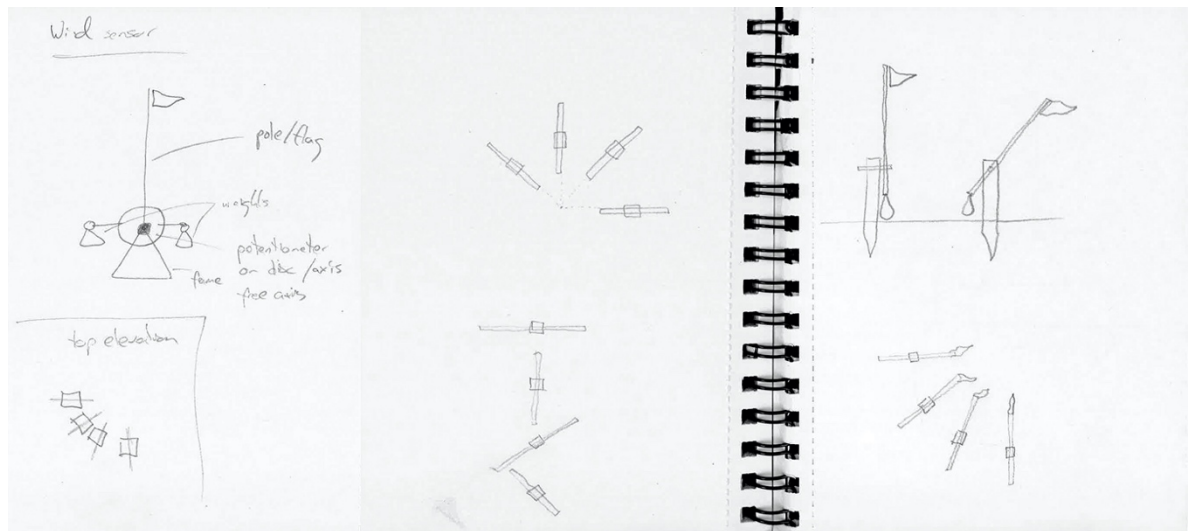 Wind sensor
pole/flag
weights
potentiometer
on disc/axis
frame
free axis
top elevation